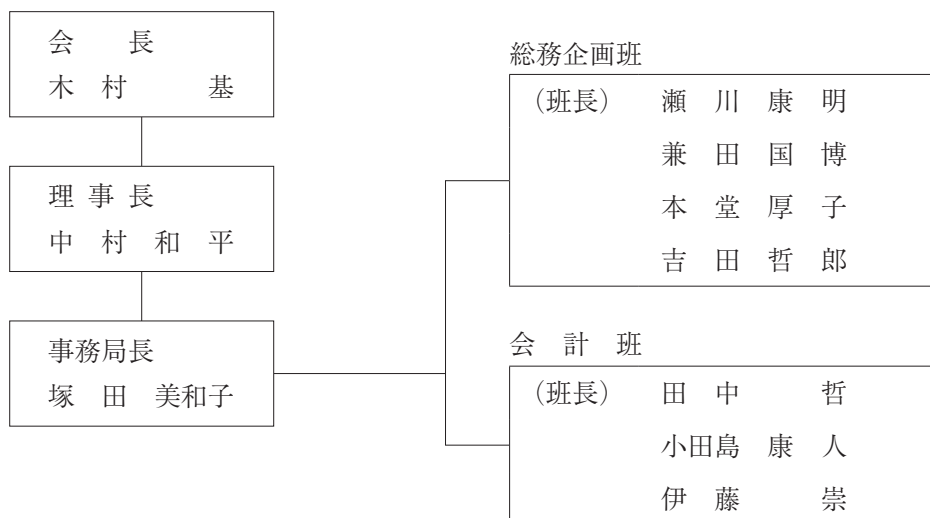 会長
木村基
理事長
中村和平
事務局長
塚田美和子
総務企画班
（班長） 瀬川康明
兼田国博
本堂厚子
吉田哲郎
会計班
（班長） 田中哲
小田島康人
伊藤崇